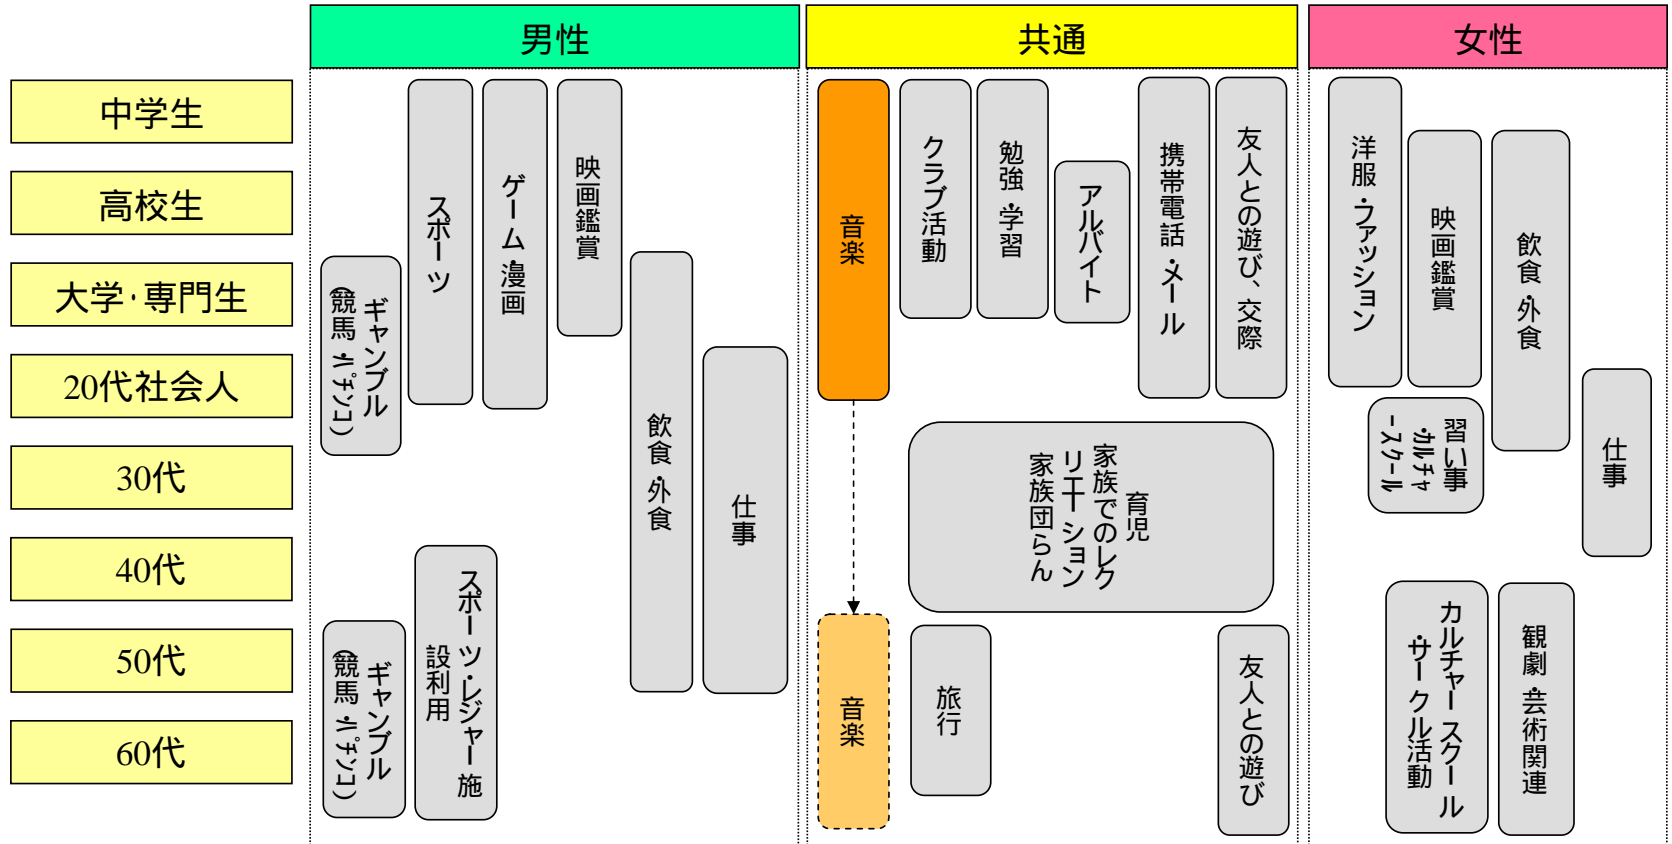 男性
共通
女性
中学生
高校生
大学・専門生
20代社会人
30代
40代
50代
60代
ギャンブル
(競馬・パチンコ)
スポーツ
ゲーム・漫画
映画鑑賞
飲食・外食
仕事
ギャンブル
(競馬・パチンコ)
スポーツ・レジャー施
設利用
音楽
クラブ活動
勉強・学習
アルバイト
携帯電話・メール
友人との遊び、交際
育児
家族でのレク
リエーション
家族団らん
音楽
旅行
友人との遊び
洋服・ファッション
映画鑑賞
飲食・外食
仕事
習い事
・カルチャ
ースクール
カルチャースクール
・サークル活動
観劇・芸術関連